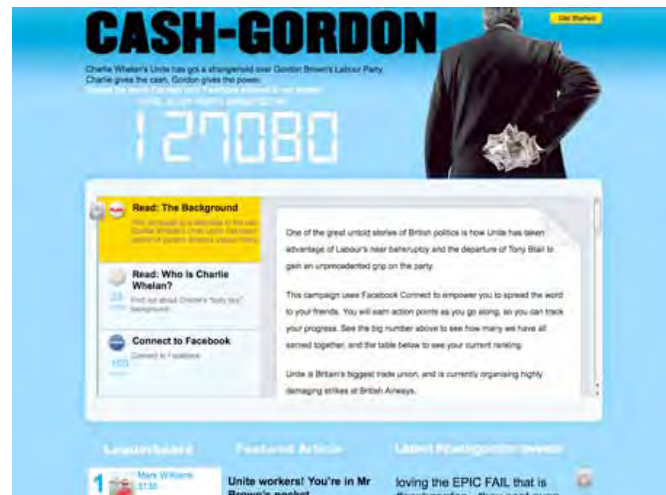 CASH-GORDON
Get Started
Charlie Whelan's Unite has got a stranglehold over Gordon Brown's Labour Party.
Charlie gives the cash, Gordon gives the power.
127080
Read: The Background
Read: Who is Charlie
Whelan?
Find out about Charlie's
background
Connect to Facebook
Connect to Facebook
100
One of the great untold stories of British politics is how Unite has taken
advantage of Labour's near bankruptcy and the departure of Tony Blair to
gain an unprecedented grip on the party.
This campaign uses Facebook Connect to empower you to spread the word
to your friends. You will earn action points as you go along, so you can track
your progress. See the big number above to see how many we have all
earned together, and the table below to see your current ranking.
Unite is Britain's biggest trade union, and is currently organising highly
damaging strikes at British Airways.
Leaderboard
Featured Article
Latest #cashgordon tweets
1
Mark Williams
Unite workers! You're in Mr
Brown's pocket
loving the EPIC FAIL that is